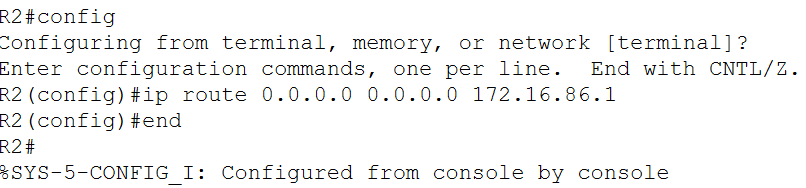 R2#config
Configuring from terminal, memory, or network [terminal]?
Enter configuration commands, one per line.  End with CNTL/Z.
R2(config)#ip route 0.0.0.0 0.0.0.0 172.16.86.1
R2(config)#end
R2#
%SYS-5-CONFIG_I: Configured from console by console